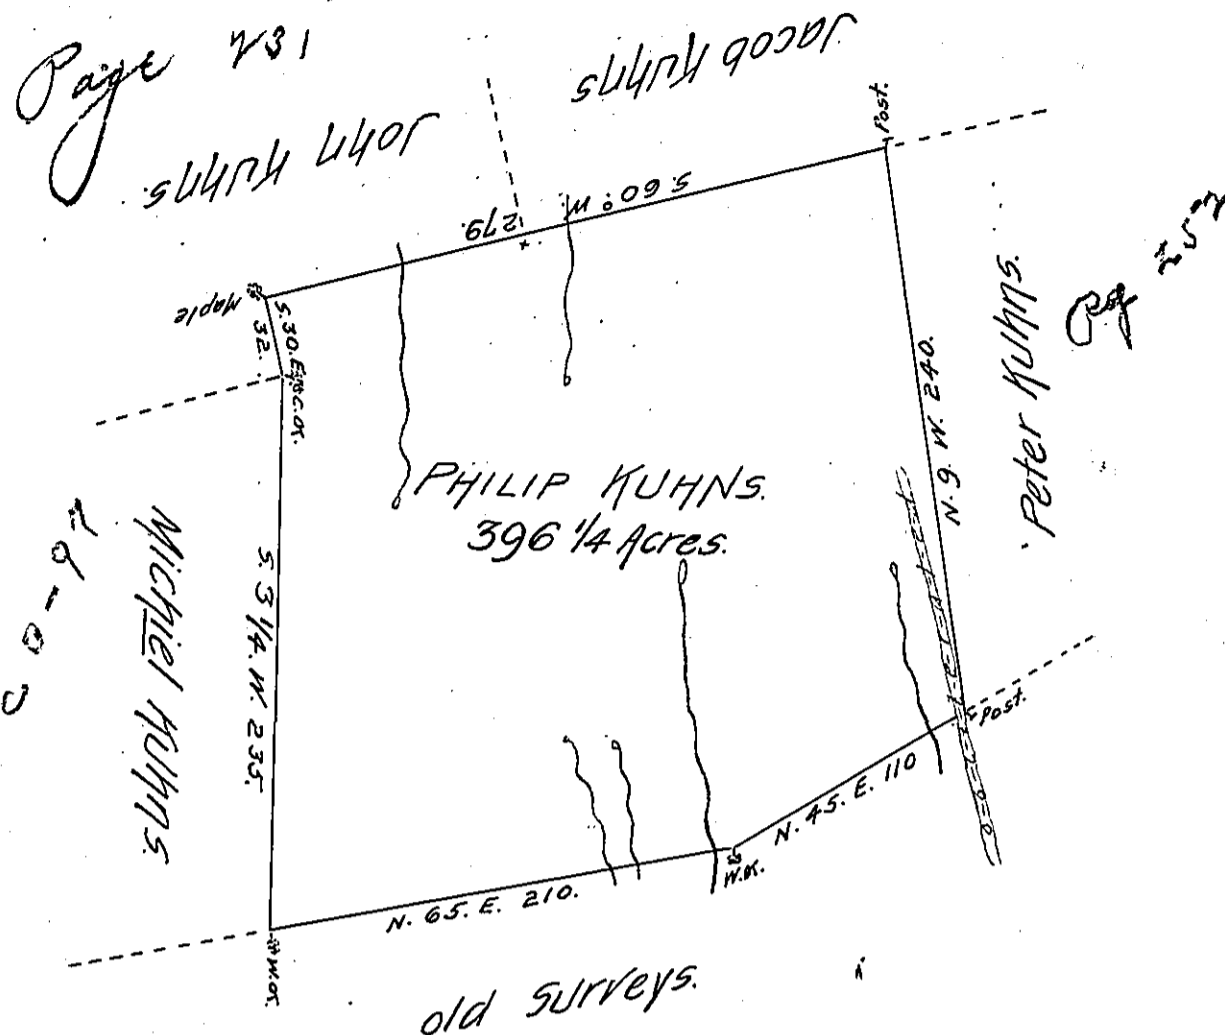 Page 231
Jacob Kuhns
John Kuhns.
Post.
S. 60° W.
279.
Maple
S. 30. E.
32.
C.O.
Peter Kuhns.
N. 9. W. 240.
PHILIP KUHNS.
396 1/4 Acres.
Michiel Kuhns
S. 3 1/4. W. 235.
Post.
N. 45. E. 110
W.O.
N. 65. E. 210.
W.O.
old surveys.